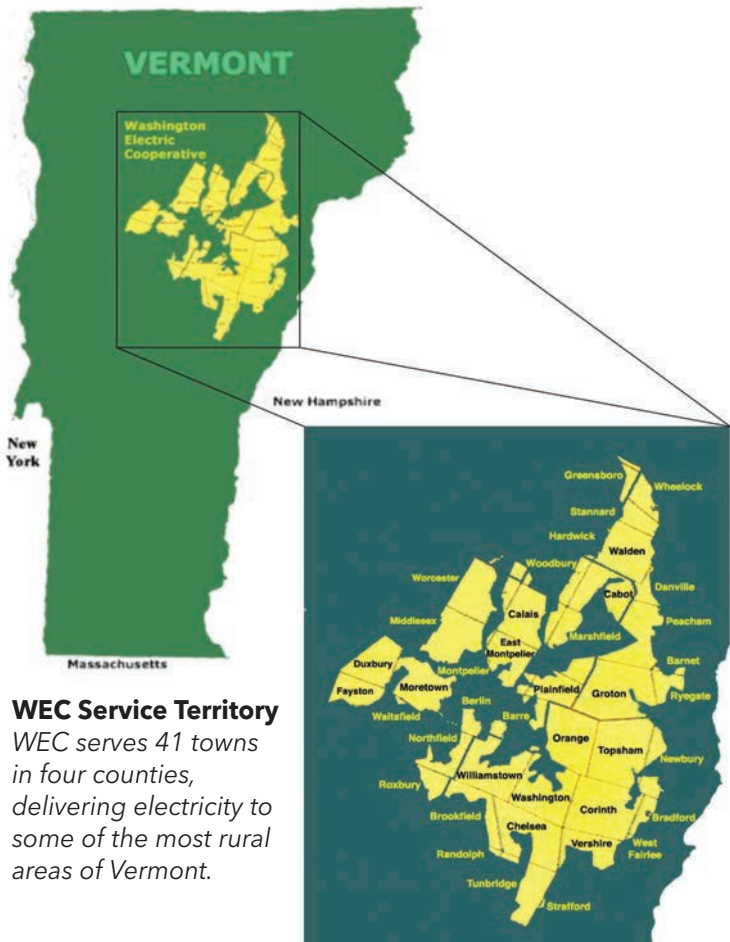 VERMONT
Washington
Electric
Cooperative
New Hampshire
New
York
Massachusetts
WEC Service Territory
WEC serves 41 towns
in four counties,
delivering electricity to
some of the most rural
areas of Vermont.
Greensboro
Wheelock
Stannard
Hardwick
Walden
Woodbury
Worcester
Danville
Cabot
Calais
Middlesex
Peacham
Marshfield
East
Montpelier
Barnet
Duxbury
Montpelier
Plainfield
Groton
Ryegate
Fayston
Moretown
Berlin
Waitsfield
Barre
Northfield
Orange
Topsham
Newbury
Roxbury
Williamstown
Washington
Corinth
Brookfield
Bradford
Chelsea
Vershire
West
Fairlee
Randolph
Tunbridge
Strafford